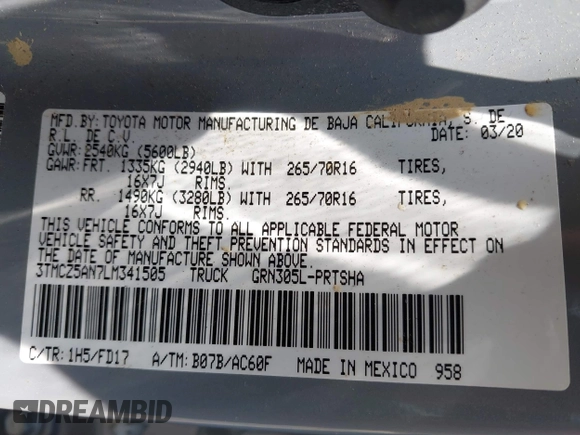 MFD. BY: TOYOTA MOTOR MANUFACTURING DE BAJA CALIFORNIA, S. DE
R.L. DE C.V. DATE: 03/20
GVWR: 2540KG (5600LB)
GAWR: FRT. 1335KG (2940LB) WITH 265/70R16 TIRES,
16X7J RIMS.
RR. 1490KG (3280LB) WITH 265/70R16 TIRES,
16X7J RIMS.
THIS VEHICLE CONFORMS TO ALL APPLICABLE FEDERAL MOTOR
VEHICLE SAFETY AND THEFT PREVENTION STANDARDS IN EFFECT ON
THE DATE OF MANUFACTURE SHOWN ABOVE.
3TMCZ5AN7LM341505 TRUCK GRN305L-PRTSHA
C/TR: 1H5/FD17 A/TM: B07B/AC60F MADE IN MEXICO 958
DREAMBID